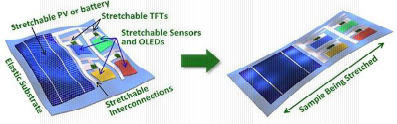 Stretchable PV or battery
Stretchable TFTs
Stretchable Sensors
and OLEDs
Elastic Substrate
Stretchable
Interconnections
Sample Being Stretched